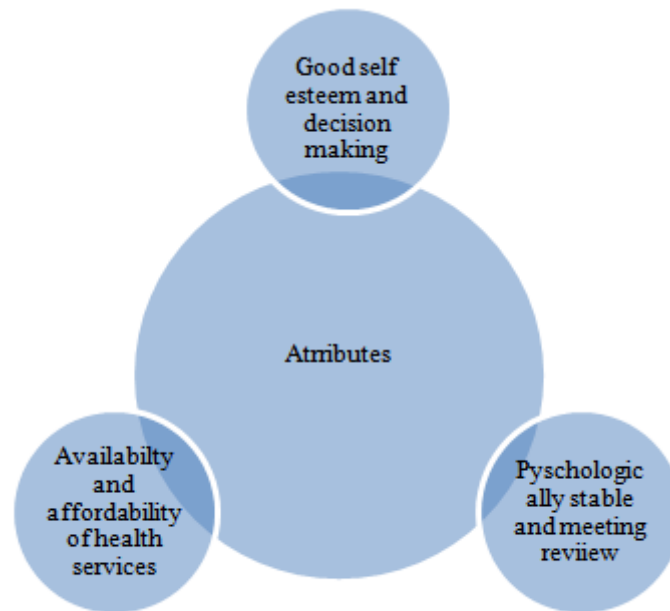 Good self
esteem and
decision
making
Atrributes
Availabilty
and
affordability
of health
services
Pyschologic
ally stable
and meeting
reviiew